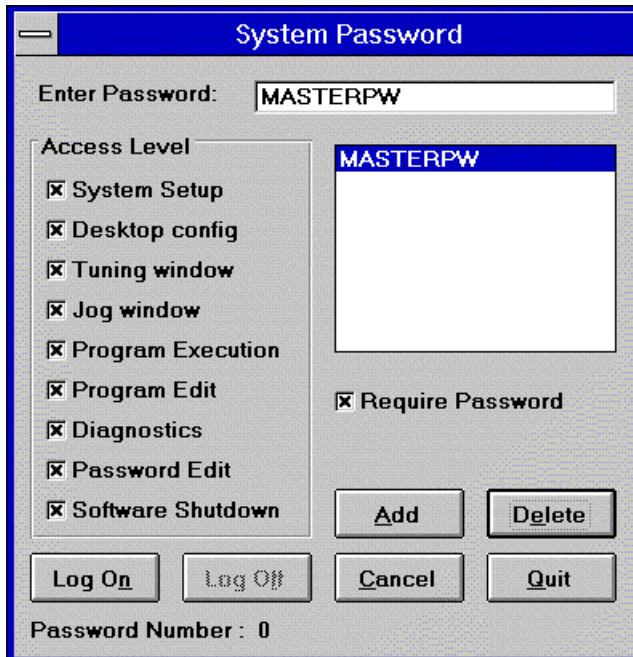 System Password
Enter Password: MASTERPW
Access Level
System Setup
Desktop config
Tuning window
Jog window
Program Execution
Program Edit
Diagnostics
Password Edit
Software Shutdown
MASTERPW
Require Password
Add Delete
Log On Log Off Cancel Quit
Password Number : 0